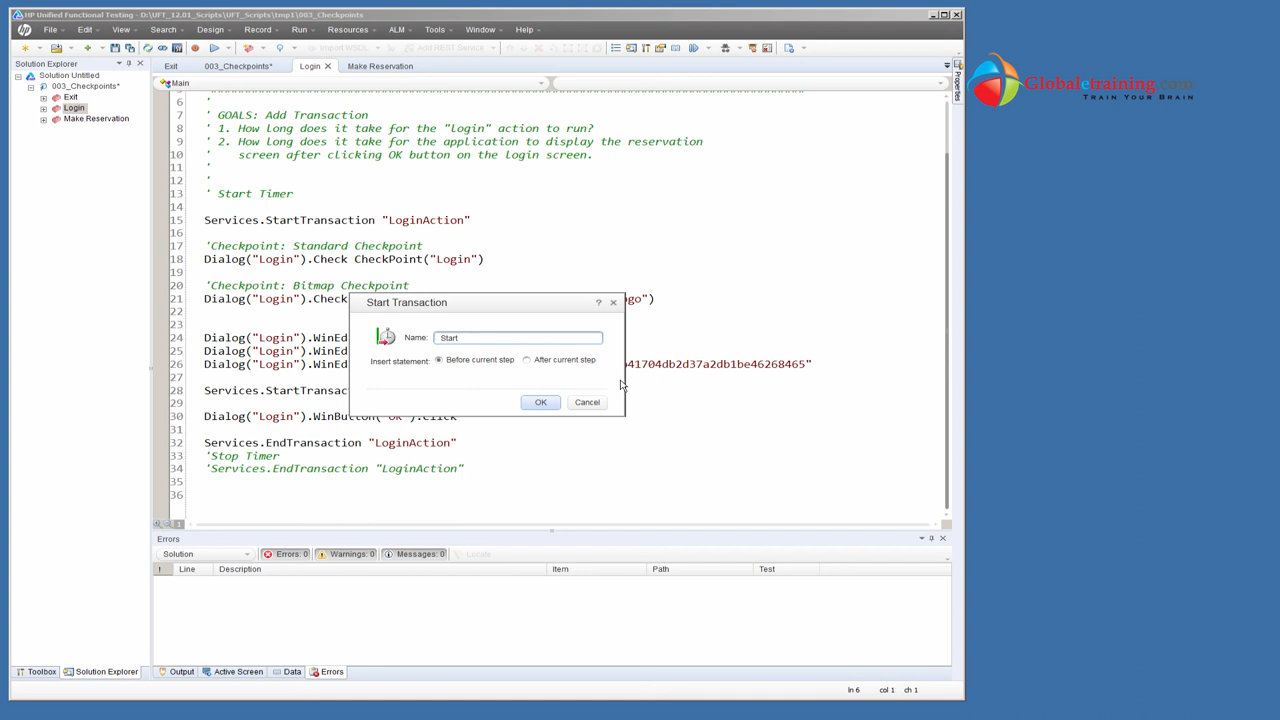 HP Unified Functional Testing - D:\UFT_12.01_Scripts\UFT_Scripts\tmp1\003_Checkpoints
File Edit View Search Design Record Run Resources ALM Tools Window Help
Import WSDL Add REST Service
Solution Explorer
Exit 003_Checkpoints* Login Make Reservation
Properties
Solution Untitled
003_Checkpoints*
Exit
Login
Make Reservation
Main
Globaletraining.com
TRAIN YOUR BRAIN
6 '
7 ' GOALS: Add Transaction
8 ' 1. How long does it take for the "login" action to run?
9 ' 2. How long does it take for the application to display the reservation
10 ' screen after clicking OK button on the login screen.
11 '
12 '
13 ' Start Timer
14
15 Services.StartTransaction "LoginAction"
17 'Checkpoint: Standard Checkpoint
18 Dialog("Login").Check CheckPoint("Login")
19
20 'Checkpoint: Bitmap Checkpoint
21 Dialog("Login").Check go")
24 Dialog("Login").WinEd
25 Dialog("Login").WinEd
26 Dialog("Login").WinEd 41704db2d37a2db1be46268465"
28 Services.StartTransac
30 Dialog("Login").WinButton("OK").Click
32 Services.EndTransaction "LoginAction"
33 'Stop Timer
34 'Services.EndTransaction "LoginAction"
35
36
Start Transaction ?
Name: Start
Insert statement: Before current step After current step
OK Cancel
Errors
Solution Errors: 0 Warnings: 0 Messages: 0 Locate
! Line Description Item Path Test
Toolbox Solution Explorer Output Active Screen Data Errors
ln 6 col 1 ch 1